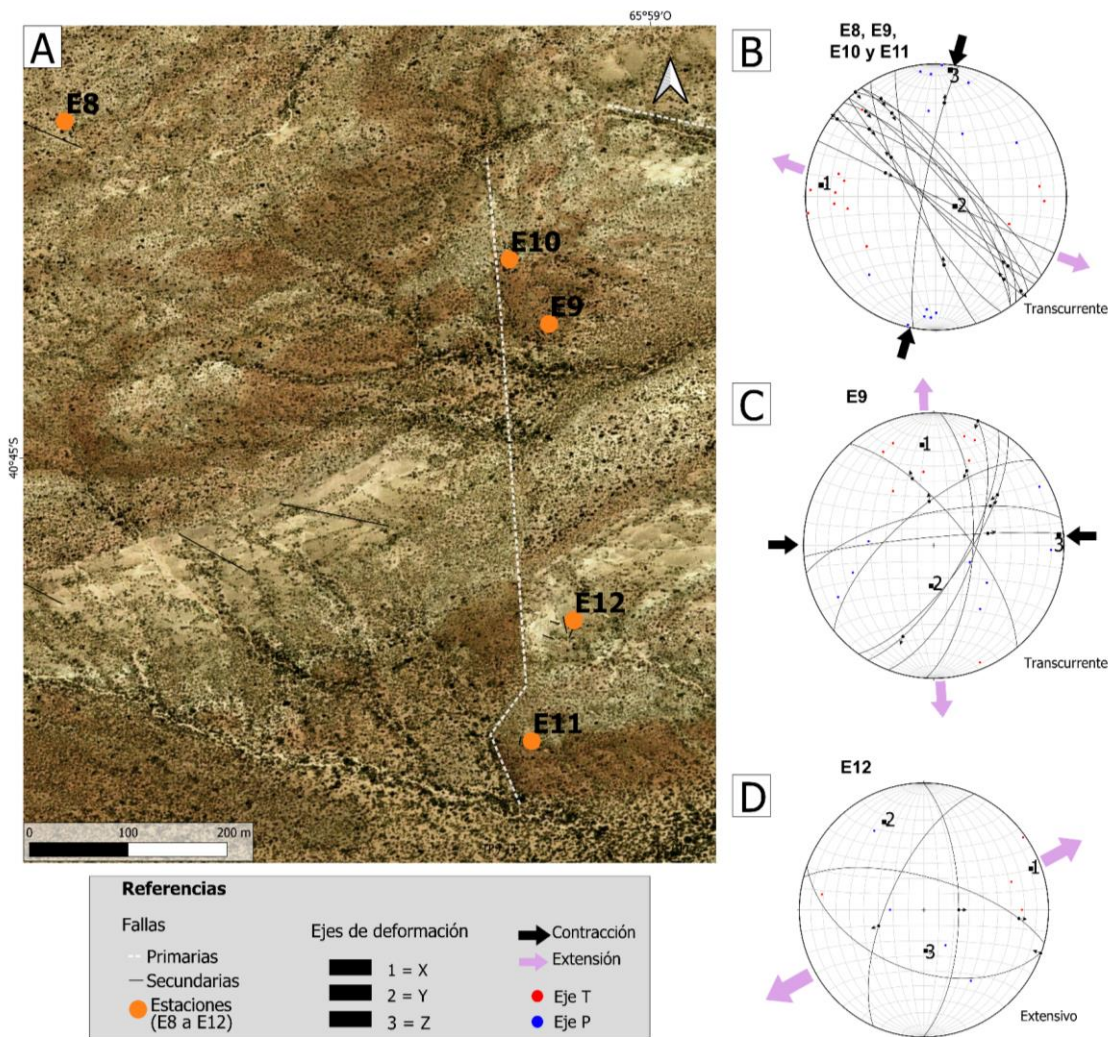 A
65°59'O
E8
E10
E9
40°45'S
E12
E11
0 100 200 m
B
E8, E9,
E10 y E11
3
1
2
Transcurrente
C
E9
1
3
2
Transcurrente
D
E12
2
1
3
Extensivo
Referencias
Fallas
Primarias
Secundarias
Estaciones
(E8 a E12)
Ejes de deformación
1 = X
2 = Y
3 = Z
Contracción
Extensión
Eje T
Eje P